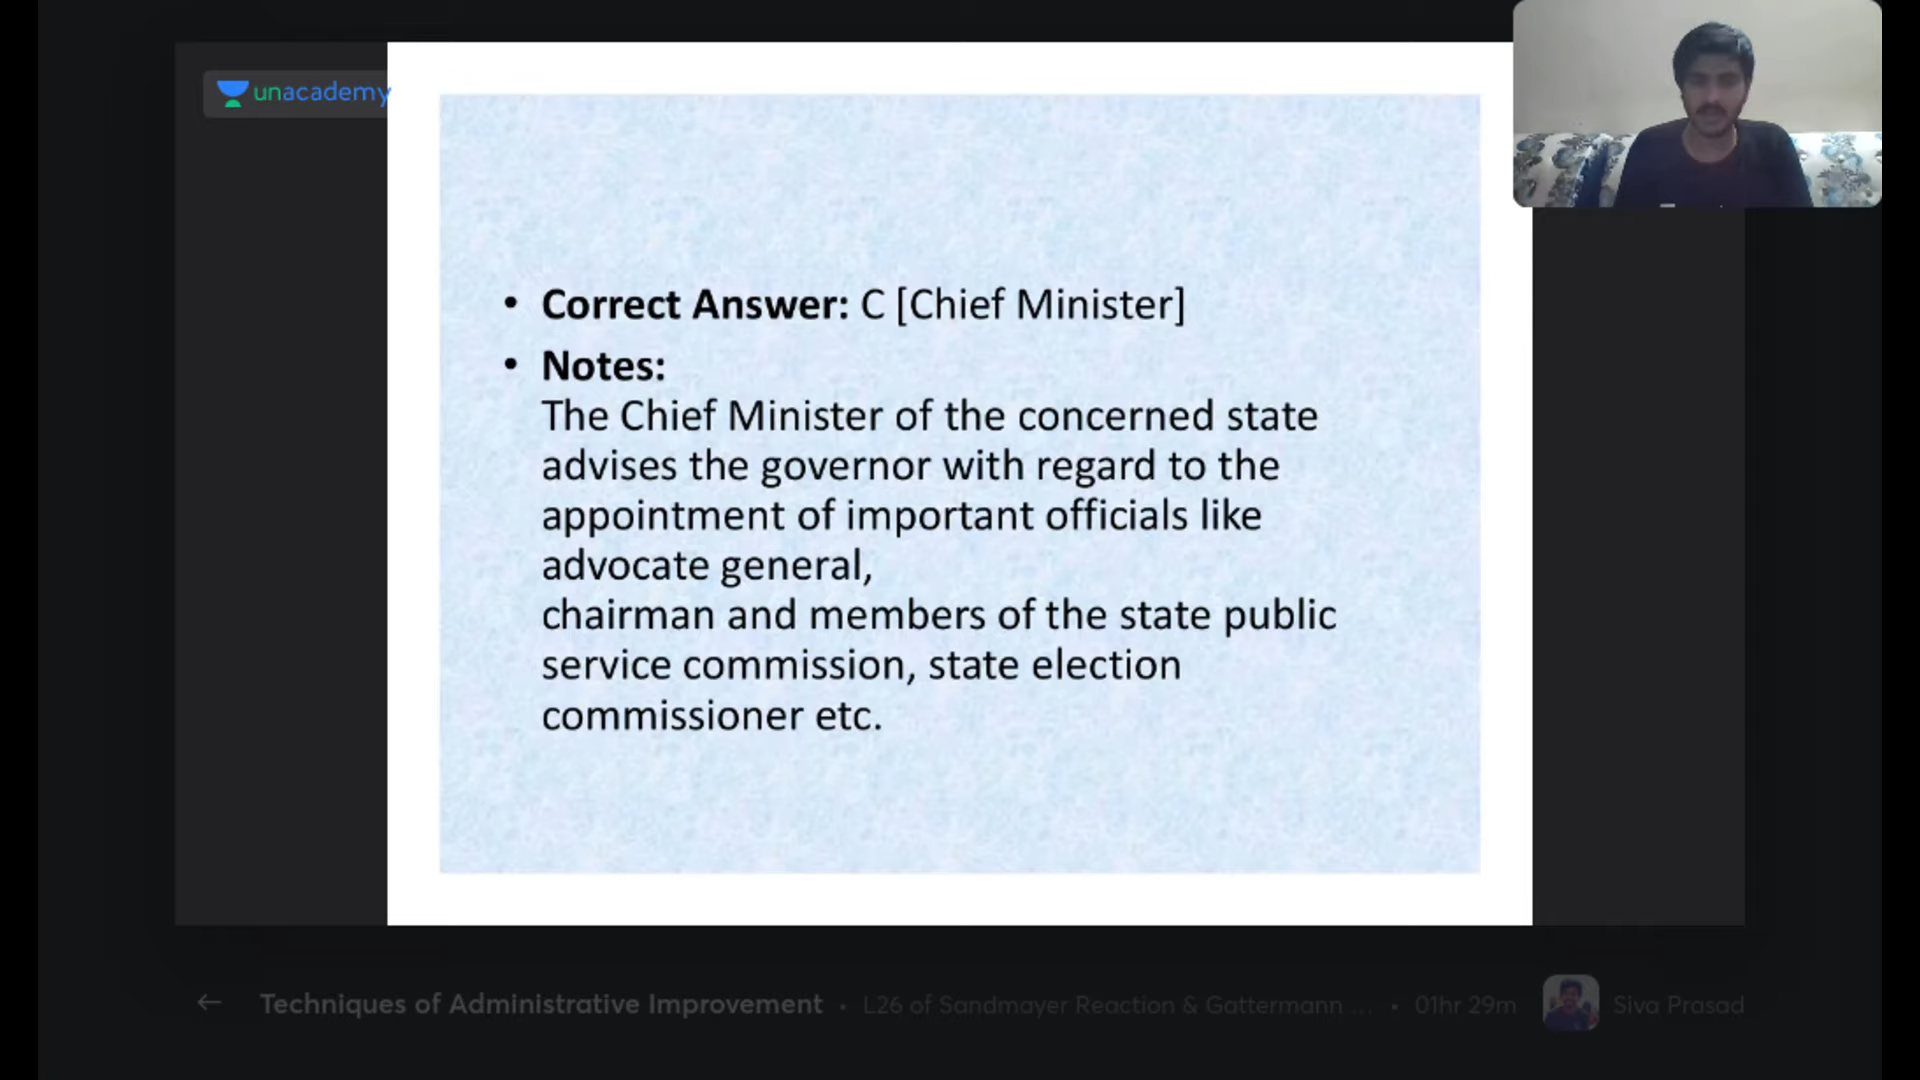 unacademy
• Correct Answer: C [Chief Minister]
• Notes:
The Chief Minister of the concerned state
advises the governor with regard to the
appointment of important officials like
advocate general,
chairman and members of the state public
service commission, state election
commissioner etc.
Techniques of Administrative Improvement • L26 of Sandmayer Reaction & Gattermann ... • 01hr 29m Siva Prasad